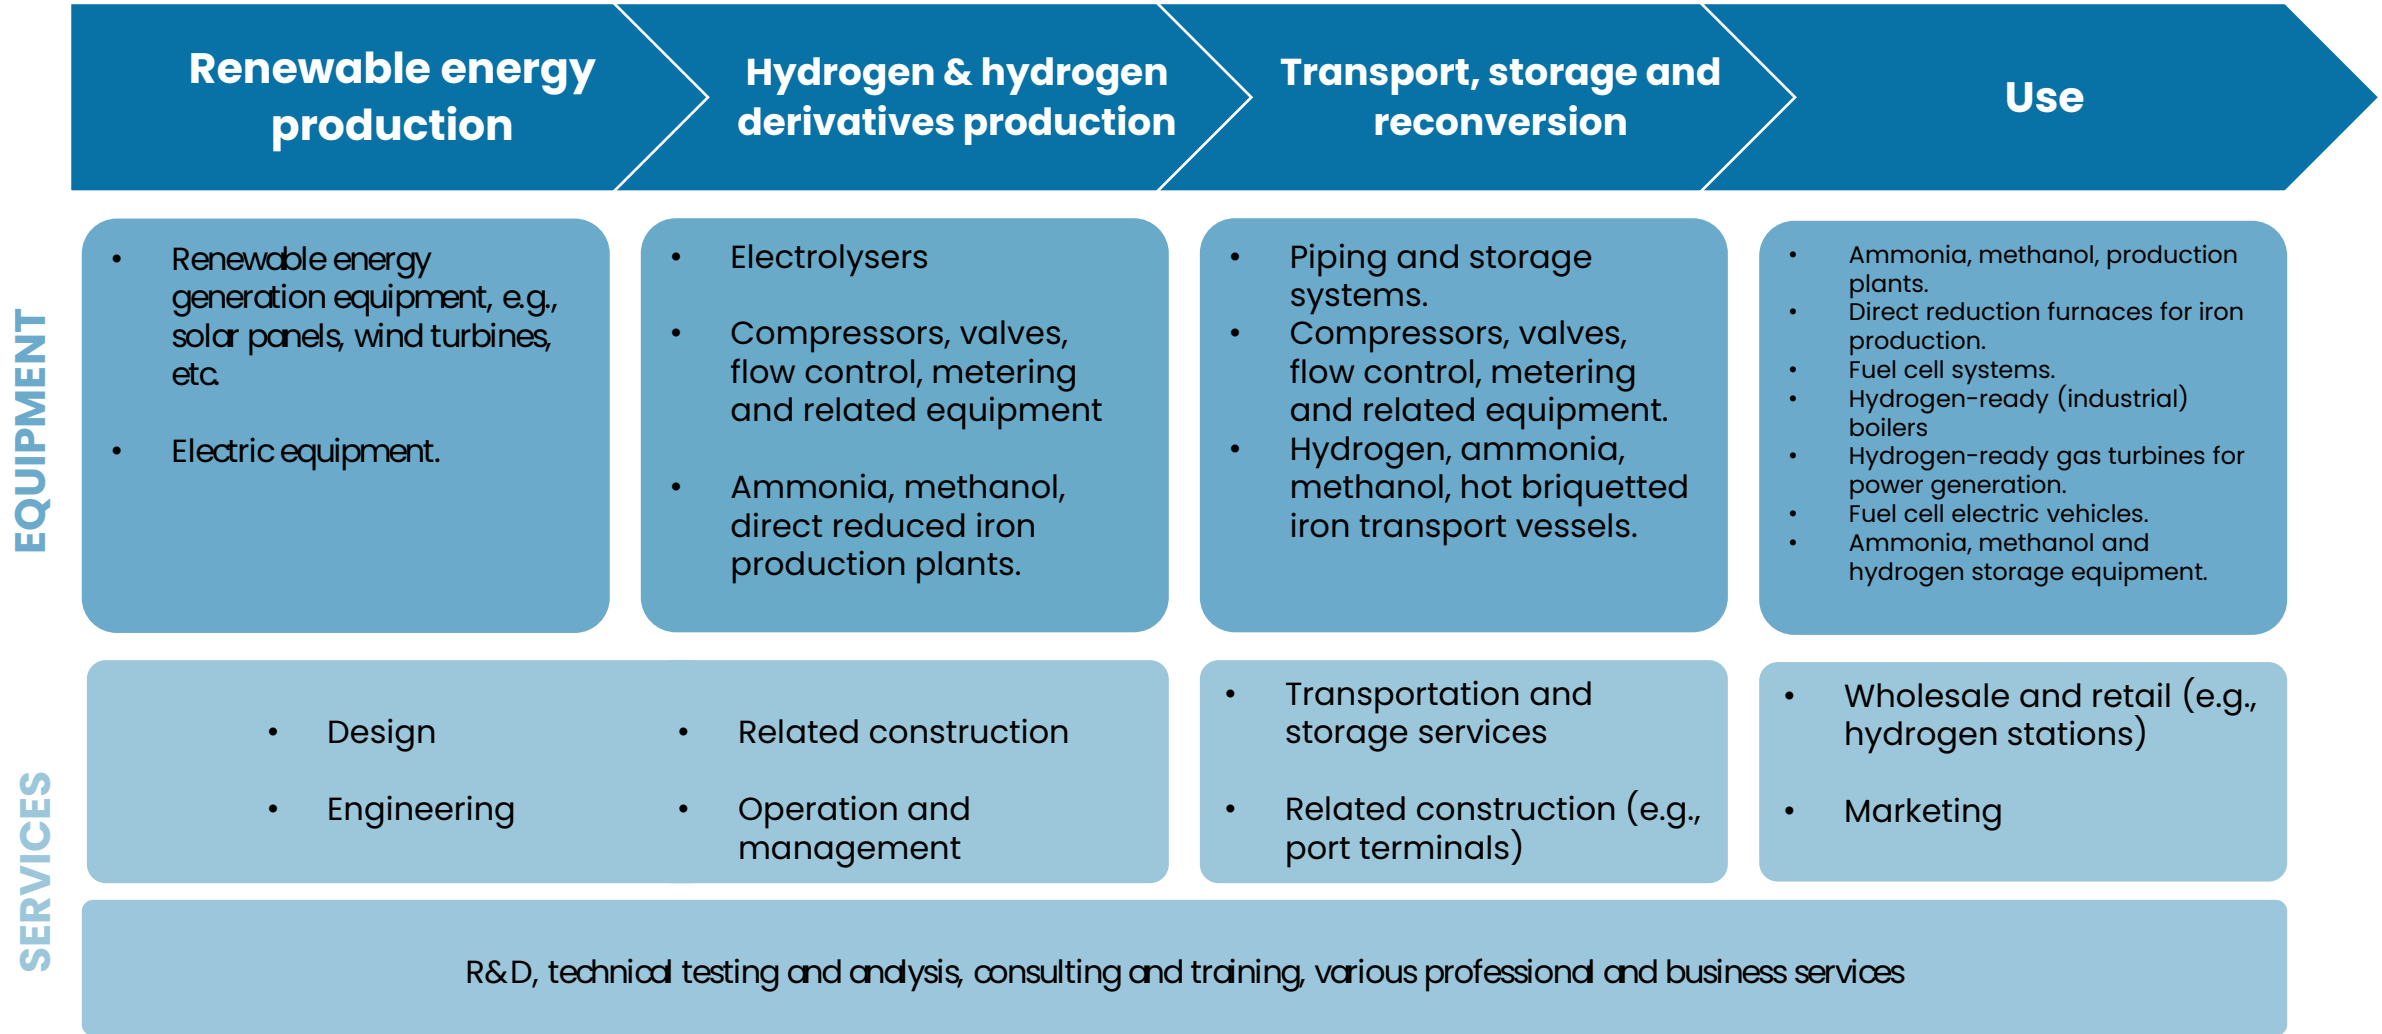 Renewable energy
production
Hydrogen & hydrogen
derivatives production
Transport, storage and
reconversion
Use
EQUIPMENT
• Renewable energy
generation equipment, e.g.,
solar panels, wind turbines,
etc.
• Electric equipment.
• Electrolysers
• Compressors, valves,
flow control, metering
and related equipment
• Ammonia, methanol,
direct reduced iron
production plants.
• Piping and storage
systems.
• Compressors, valves,
flow control, metering
and related equipment.
• Hydrogen, ammonia,
methanol, hot briquetted
iron transport vessels.
• Ammonia, methanol, production
plants.
• Direct reduction furnaces for iron
production.
• Fuel cell systems.
• Hydrogen-ready (industrial)
boilers
• Hydrogen-ready gas turbines for
power generation.
• Fuel cell electric vehicles.
• Ammonia, methanol and
hydrogen storage equipment.
SERVICES
• Design
• Engineering
• Related construction
• Operation and
management
• Transportation and
storage services
• Related construction (e.g.,
port terminals)
• Wholesale and retail (e.g.,
hydrogen stations)
• Marketing
R&D, technical testing and analysis, consulting and training, various professional and business services